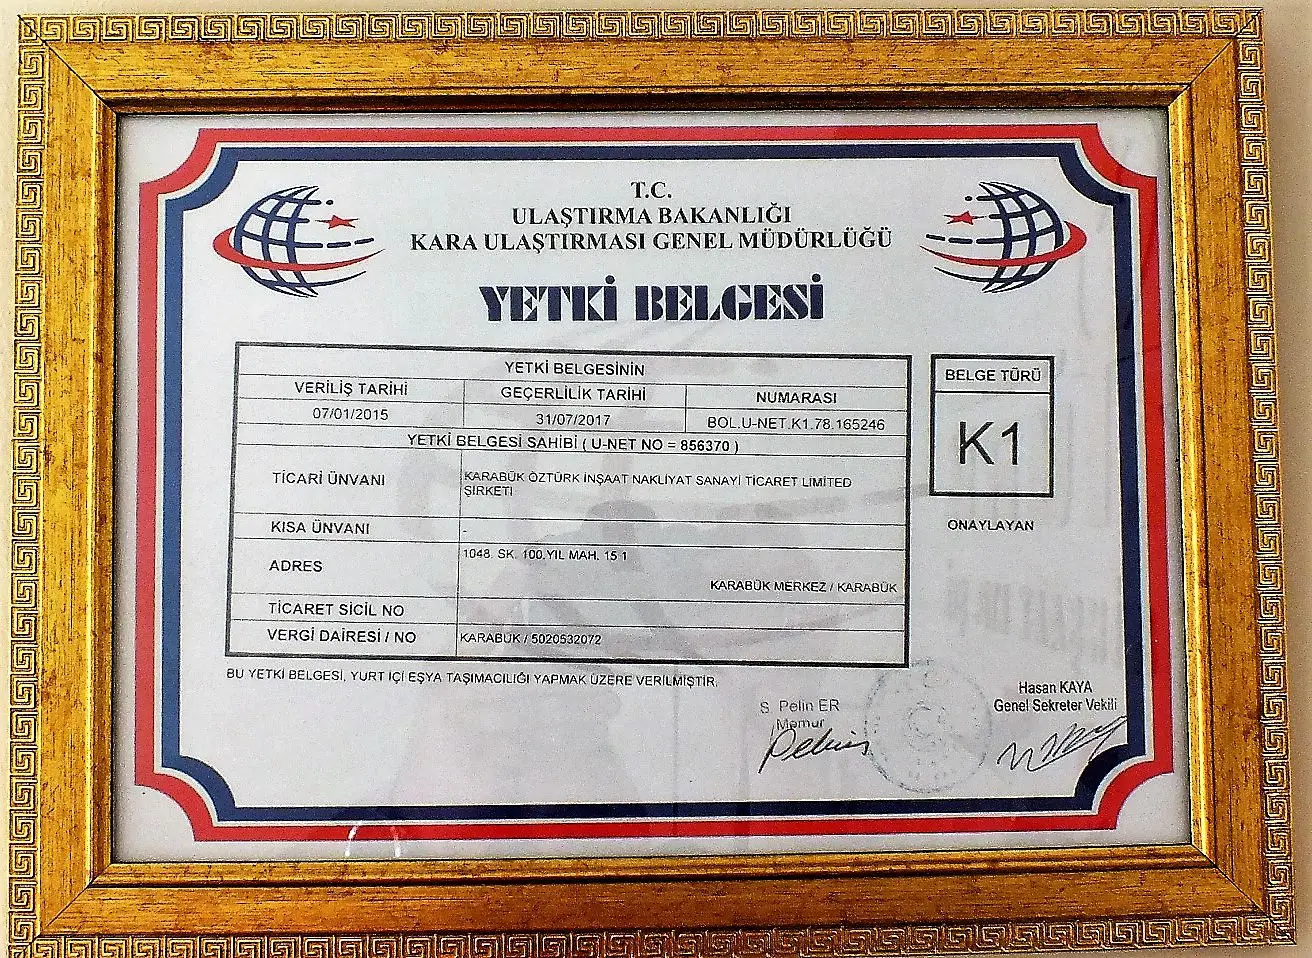 T.C.
ULAŞTIRMA BAKANLIĞI
KARA ULAŞTIRMASI GENEL MÜDÜRLÜĞÜ
YETKİ BELGESİ
YETKİ BELGESİNİN
VERİLİŞ TARİHİ GEÇERLİLİK TARİHİ NUMARASI
07/01/2015 31/07/2017 BOL.U-NET.K1.78.165246
YETKİ BELGESİ SAHİBİ ( U-NET NO = 856370 )
TİCARİ ÜNVANI KARABÜK ÖZTÜRK İNŞAAT NAKLİYAT SANAYİ TİCARET LIMITED
ŞİRKETİ
KISA ÜNVANI -
ADRES 1048. SK. 100.YIL MAH. 15 1
KARABÜK MERKEZ / KARABÜK
TİCARET SİCİL NO
VERGİ DAİRESİ / NO KARABÜK / 5020532072
BU YETKİ BELGESİ, YURT İÇİ EŞYA TAŞIMACILIĞI YAPMAK ÜZERE VERİLMİŞTİR.
BELGE TÜRÜ
K1
ONAYLAYAN
S. Pelin ER
Memur
Hasan KAYA
Genel Sekreter Vekili